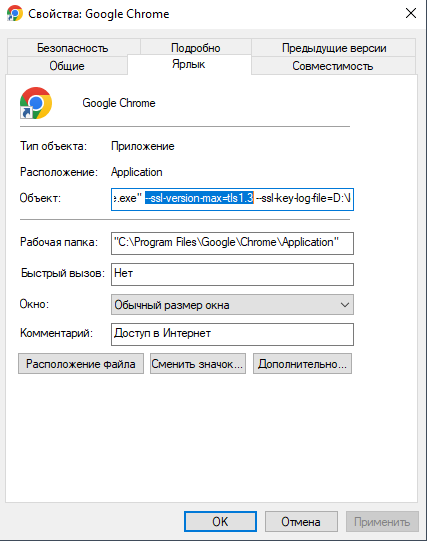 Свойства: Google Chrome
Безопасность Подробно Предыдущие версии
Общие Ярлык Совместимость
Google Chrome
Тип объекта: Приложение
Расположение: Application
Объект: e.exe" --ssl-version-max=tls1.3 --ssl-key-log-file=D:\
Рабочая папка: "C:\Program Files\Google\Chrome\Application"
Быстрый вызов: Нет
Окно: Обычный размер окна
Комментарий: Доступ в Интернет
Расположение файла Сменить значок... Дополнительно...
OK Отмена Применить